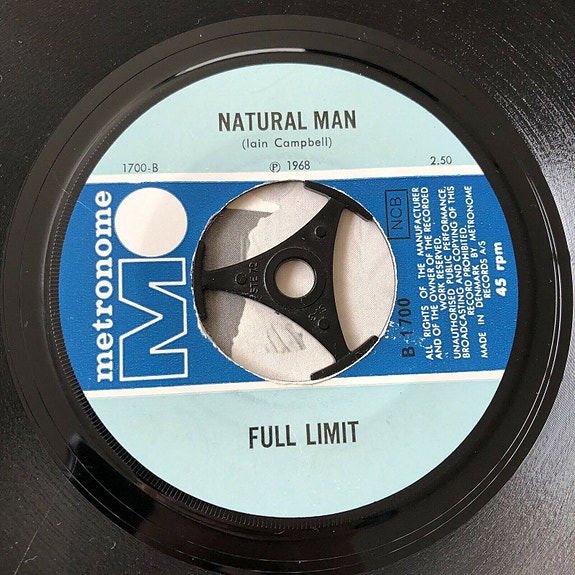 NATURAL MAN
(Iain Campbell)
1700-B
Ⓟ 1968
2.50
metronome
NCB
B 1700
ALL RIGHTS OF THE MANUFACTURER
AND OF THE OWNER OF THE RECORDED
WORK RESERVED.
UNAUTHORISED PUBLIC PERFORMANCE,
BROADCASTING AND COPYING OF THIS
RECORD PROHIBITED.
MADE IN DENMARK BY METRONOME
RECORDS A/S
45 rpm
FULL LIMIT